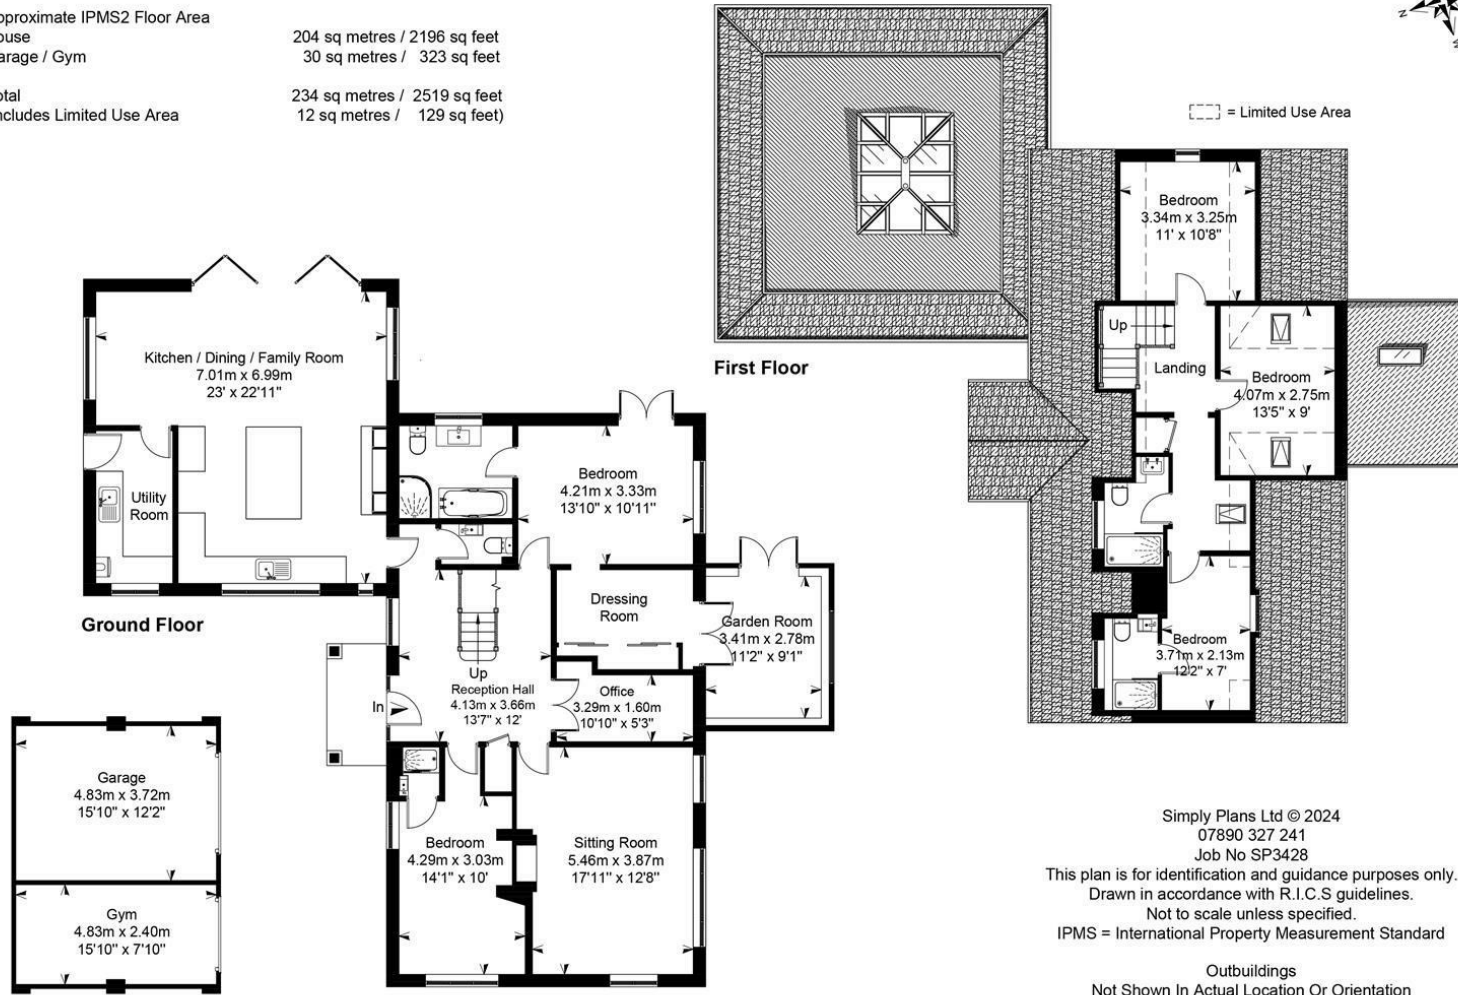 pproximate IPMS2 Floor Area
ouse 204 sq metres / 2196 sq feet
arage / Gym 30 sq metres / 323 sq feet
otal 234 sq metres / 2519 sq feet
ncludes Limited Use Area 12 sq metres / 129 sq feet)
= Limited Use Area
First Floor
Bedroom
3.34m x 3.25m
11' x 10'8"
Up
Landing
Bedroom
4.07m x 2.75m
13'5" x 9'
Bedroom
3.71m x 2.13m
12'2" x 7'
Kitchen / Dining / Family Room
7.01m x 6.99m
23' x 22'11"
Utility
Room
Ground Floor
Bedroom
4.21m x 3.33m
13'10" x 10'11"
Dressing
Room
Garden Room
3.41m x 2.78m
11'2" x 9'1"
Up
Reception Hall
4.13m x 3.66m
13'7" x 12'
In
Office
3.29m x 1.60m
10'10" x 5'3"
Garage
4.83m x 3.72m
15'10" x 12'2"
Gym
4.83m x 2.40m
15'10" x 7'10"
Bedroom
4.29m x 3.03m
14'1" x 10'
Sitting Room
5.46m x 3.87m
17'11" x 12'8"
Simply Plans Ltd © 2024
07890 327 241
Job No SP3428
This plan is for identification and guidance purposes only.
Drawn in accordance with R.I.C.S guidelines.
Not to scale unless specified.
IPMS = International Property Measurement Standard
Outbuildings
Not Shown In Actual Location Or Orientation